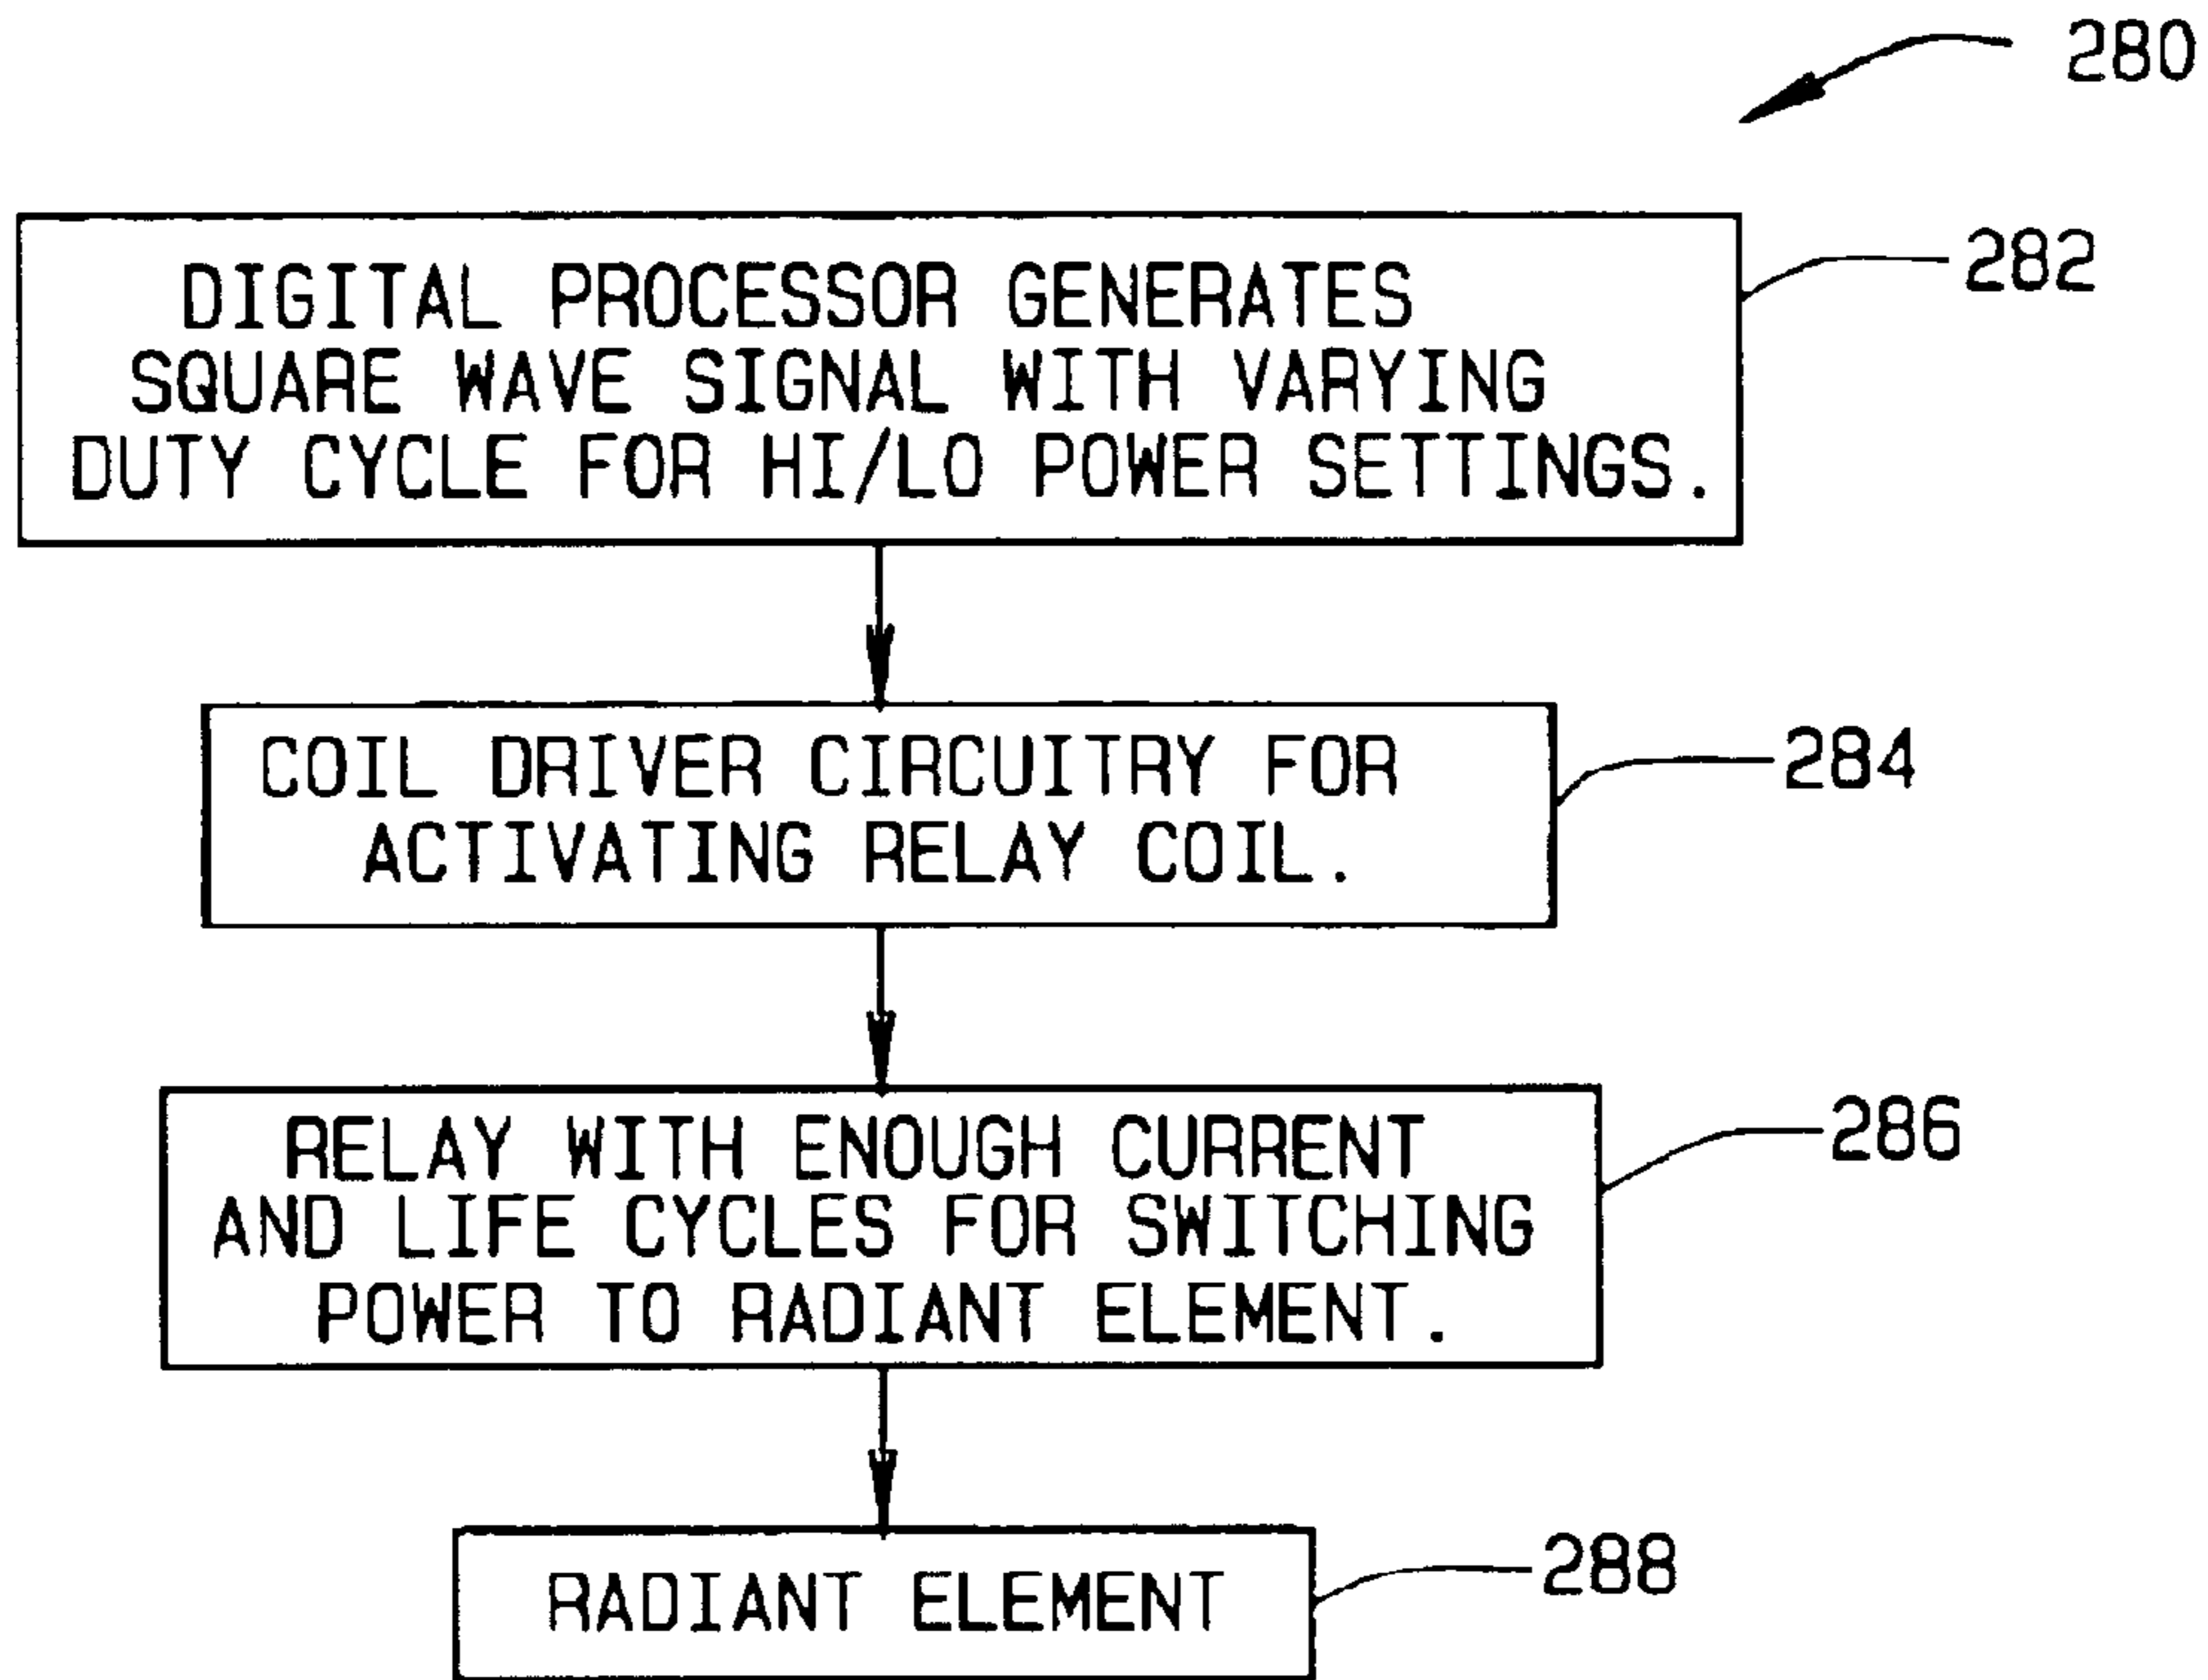 280
DIGITAL PROCESSOR GENERATES
SQUARE WAVE SIGNAL WITH VARYING
DUTY CYCLE FOR HI/LO POWER SETTINGS.
282
COIL DRIVER CIRCUITRY FOR
ACTIVATING RELAY COIL.
284
RELAY WITH ENOUGH CURRENT
AND LIFE CYCLES FOR SWITCHING
POWER TO RADIANT ELEMENT.
286
RADIANT ELEMENT
288